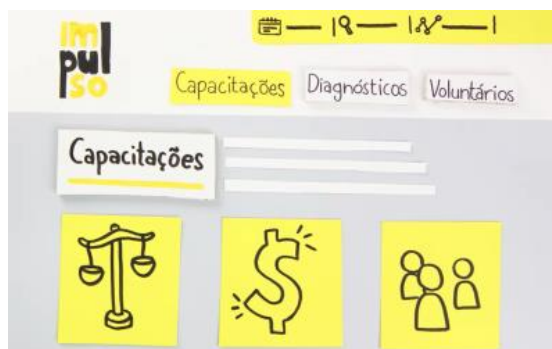 im
pul
so
Capacitações
Diagnósticos
Voluntários
Capacitações